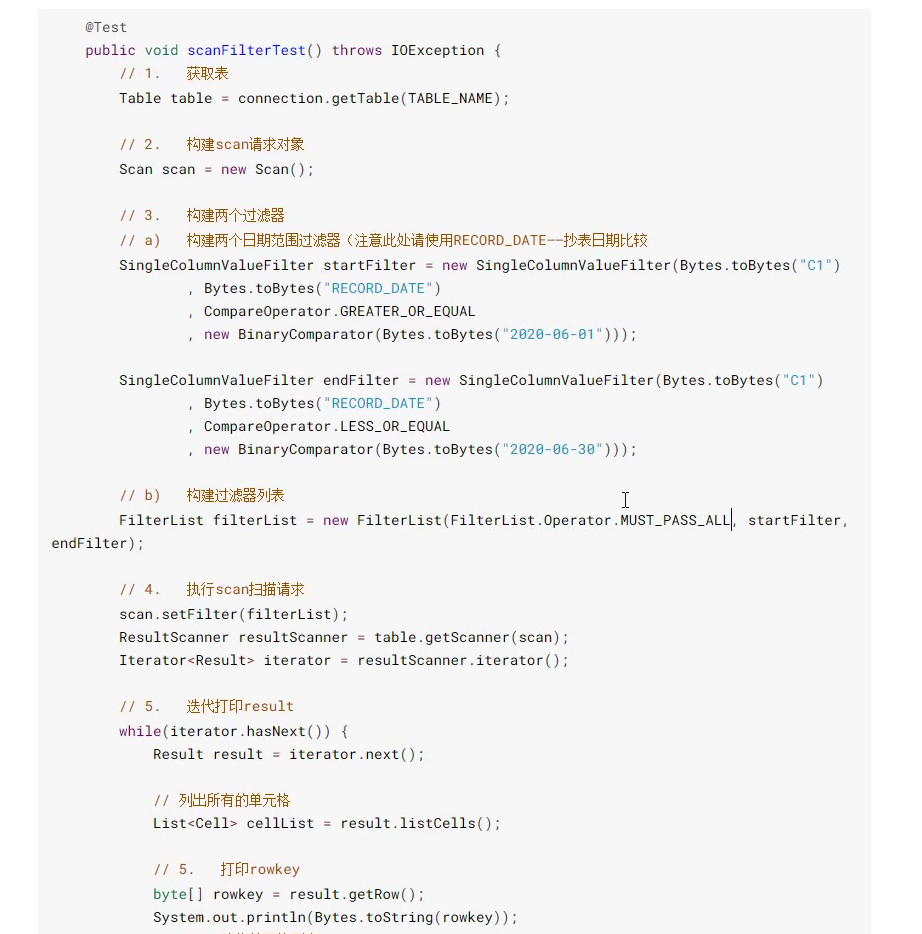 @Test
public void scanFilterTest() throws IOException {
// 1. 获取表
Table table = connection.getTable(TABLE_NAME);
// 2. 构建scan请求对象
Scan scan = new Scan();
// 3. 构建两个过滤器
// a) 构建两个日期范围过滤器（注意此处请使用RECORD_DATE——抄表日期比较
SingleColumnValueFilter startFilter = new SingleColumnValueFilter(Bytes.toBytes("C1")
, Bytes.toBytes("RECORD_DATE")
, CompareOperator.GREATER_OR_EQUAL
, new BinaryComparator(Bytes.toBytes("2020-06-01")));
SingleColumnValueFilter endFilter = new SingleColumnValueFilter(Bytes.toBytes("C1")
, Bytes.toBytes("RECORD_DATE")
, CompareOperator.LESS_OR_EQUAL
, new BinaryComparator(Bytes.toBytes("2020-06-30")));
// b) 构建过滤器列表
FilterList filterList = new FilterList(FilterList.Operator.MUST_PASS_ALL, startFilter,
endFilter);
// 4. 执行scan扫描请求
scan.setFilter(filterList);
ResultScanner resultScanner = table.getScanner(scan);
Iterator<Result> iterator = resultScanner.iterator();
// 5. 迭代打印result
while(iterator.hasNext()) {
Result result = iterator.next();
// 列出所有的单元格
List<Cell> cellList = result.listCells();
// 5. 打印rowkey
byte[] rowkey = result.getRow();
System.out.println(Bytes.toString(rowkey));